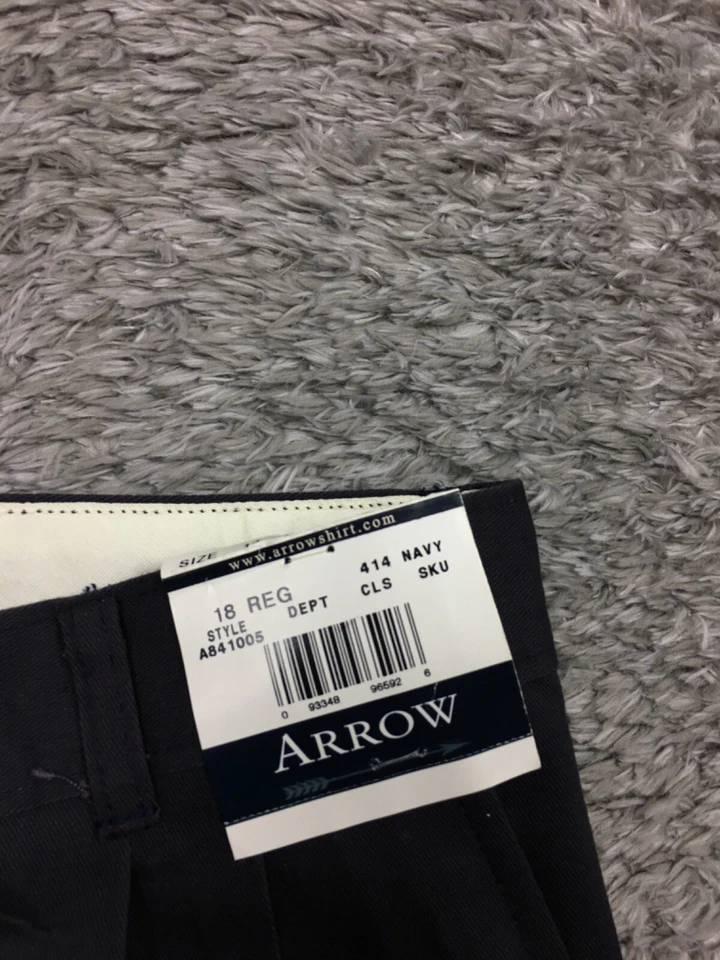 SIZE
www.arrowshirt.com
18 REG 414 NAVY
STYLE DEPT CLS SKU
A841005
0 93348 96592 6
ARROW